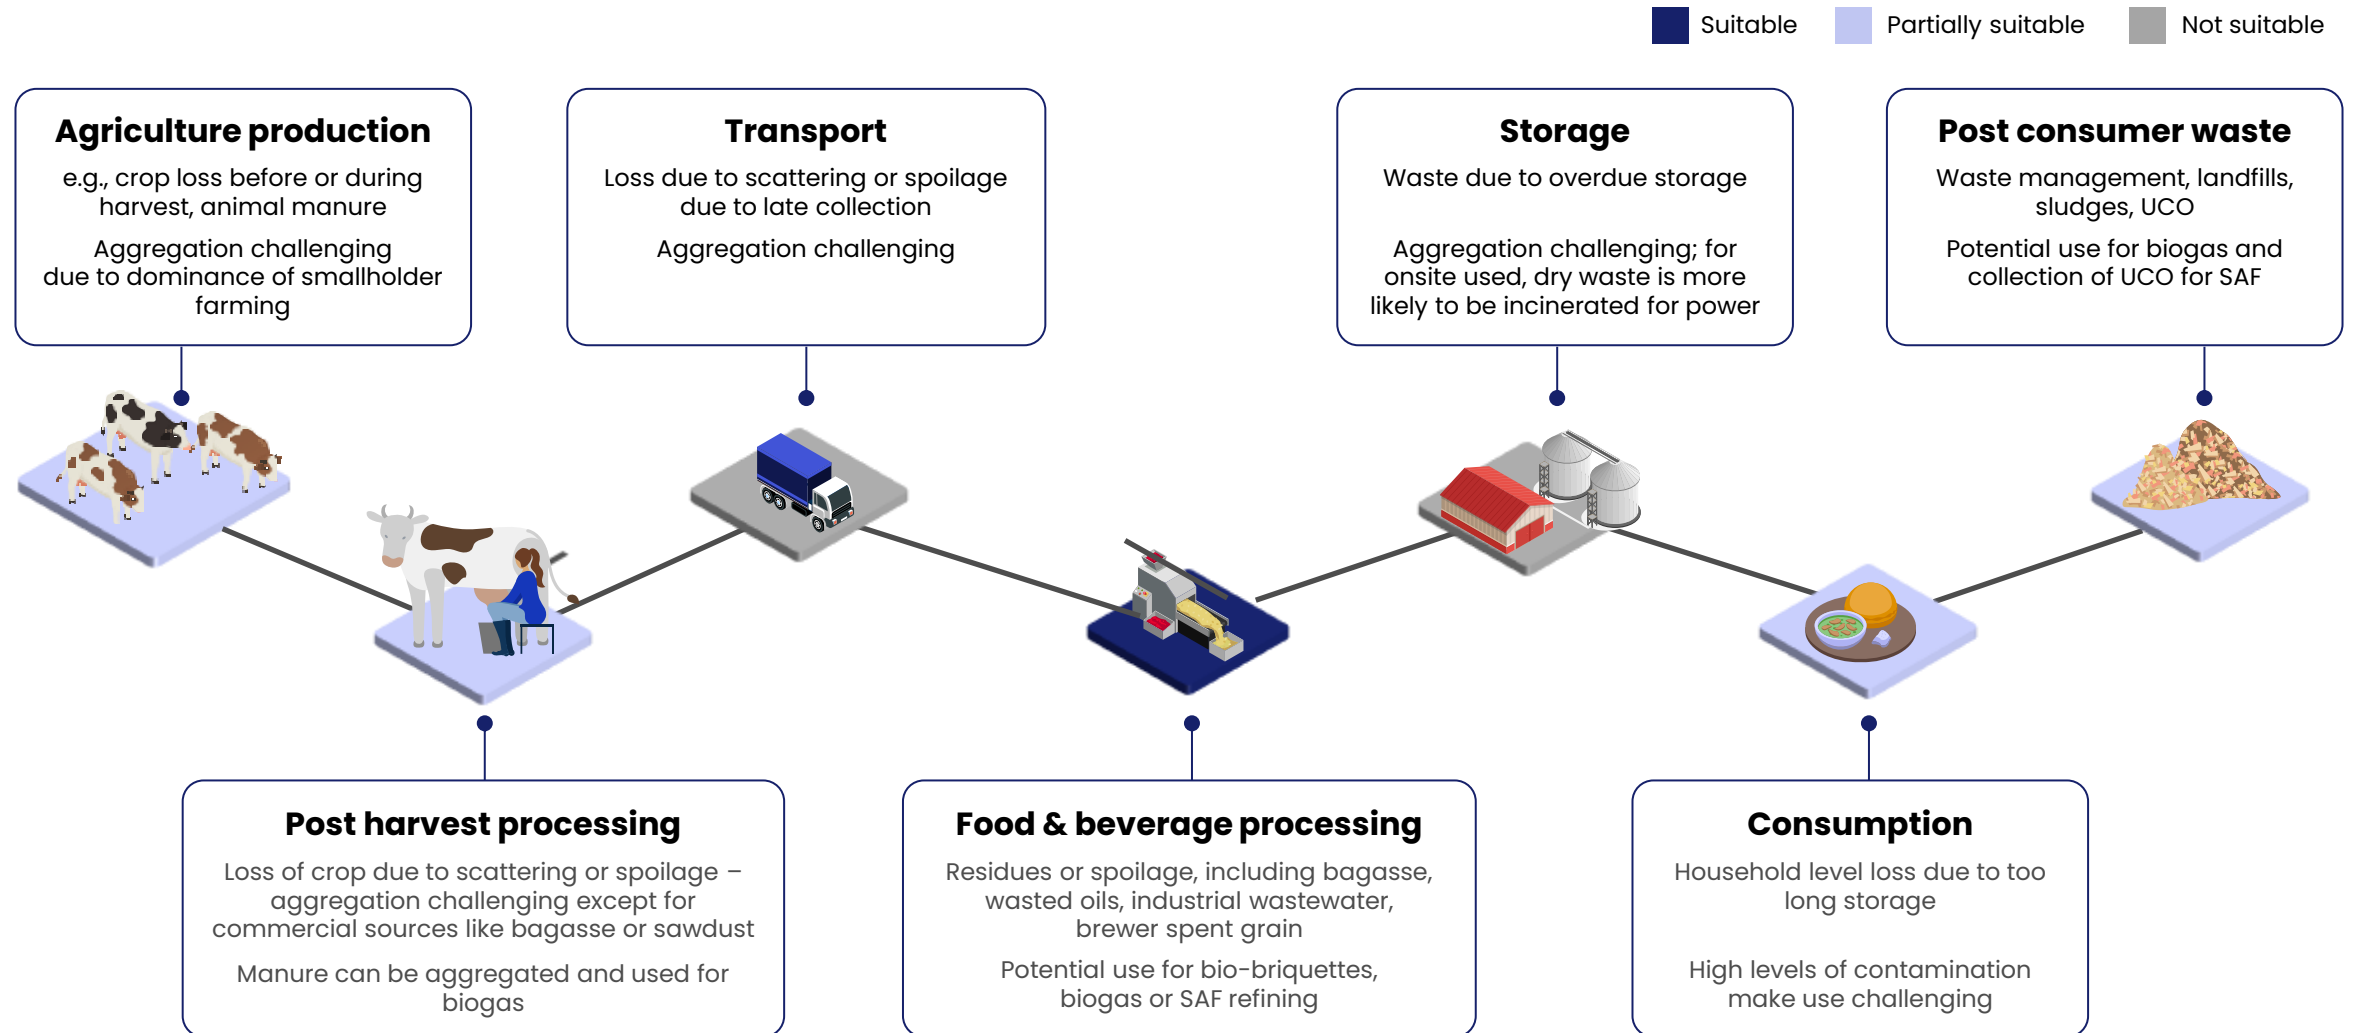 Suitable
Partially suitable
Not suitable
Agriculture production
e.g., crop loss before or during
harvest, animal manure
Aggregation challenging
due to dominance of smallholder
farming
Transport
Loss due to scattering or spoilage
due to late collection
Aggregation challenging
Storage
Waste due to overdue storage
Aggregation challenging; for
onsite used, dry waste is more
likely to be incinerated for power
Post consumer waste
Waste management, landfills,
sludges, UCO
Potential use for biogas and
collection of UCO for SAF
Post harvest processing
Loss of crop due to scattering or spoilage –
aggregation challenging except for
commercial sources like bagasse or sawdust
Manure can be aggregated and used for
biogas
Food & beverage processing
Residues or spoilage, including bagasse,
wasted oils, industrial wastewater,
brewer spent grain
Potential use for bio-briquettes,
biogas or SAF refining
Consumption
Household level loss due to too
long storage
High levels of contamination
make use challenging